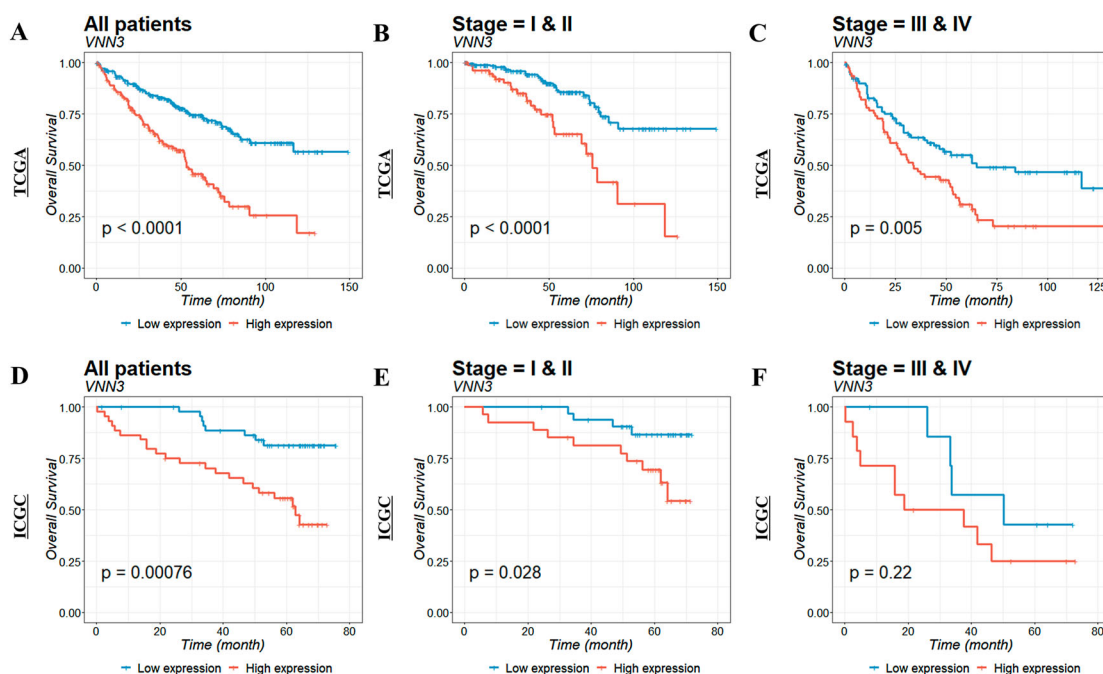 A
All patients
VNN3
TCGA
Overall Survival
1.00
0.75
0.50
0.25
0.00
p < 0.0001
0 50 100 150
Time (month)
Low expression High expression
B
Stage = I & II
VNN3
TCGA
Overall Survival
1.00
0.75
0.50
0.25
0.00
p < 0.0001
0 50 100 150
Time (month)
Low expression High expression
C
Stage = III & IV
VNN3
TCGA
Overall Survival
1.00
0.75
0.50
0.25
0.00
p = 0.005
0 25 50 75 100 125
Time (month)
Low expression High expression
D
All patients
VNN3
ICGC
Overall Survival
1.00
0.75
0.50
0.25
0.00
p = 0.00076
0 20 40 60 80
Time (month)
Low expression High expression
E
Stage = I & II
VNN3
ICGC
Overall Survival
1.00
0.75
0.50
0.25
0.00
p = 0.028
0 20 40 60 80
Time (month)
Low expression High expression
F
Stage = III & IV
VNN3
ICGC
Overall Survival
1.00
0.75
0.50
0.25
0.00
p = 0.22
0 20 40 60 80
Time (month)
Low expression High expression